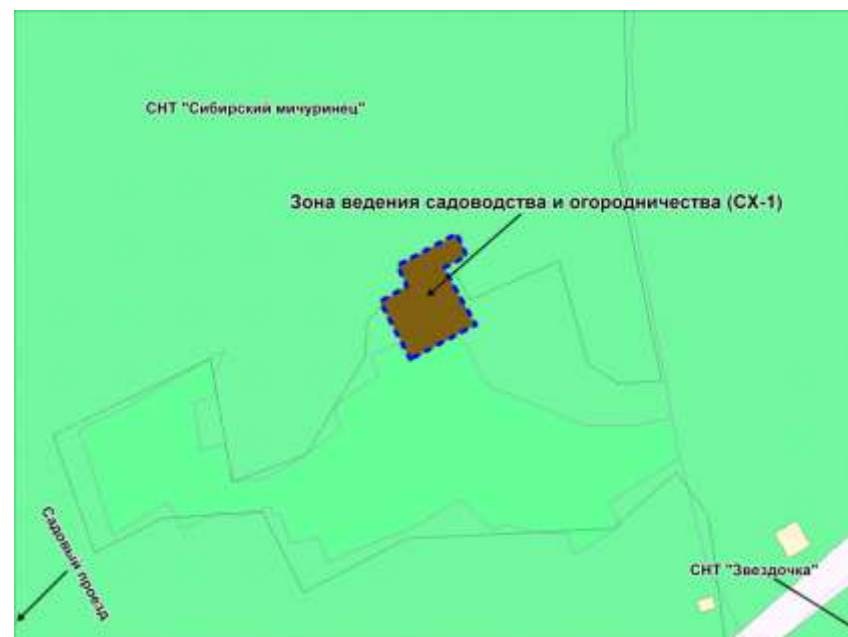 СНТ "Сибирский мичуринец"
Зона ведения садоводства и огородничества (СХ-1)
Садовый проезд
СНТ "Звездочка"